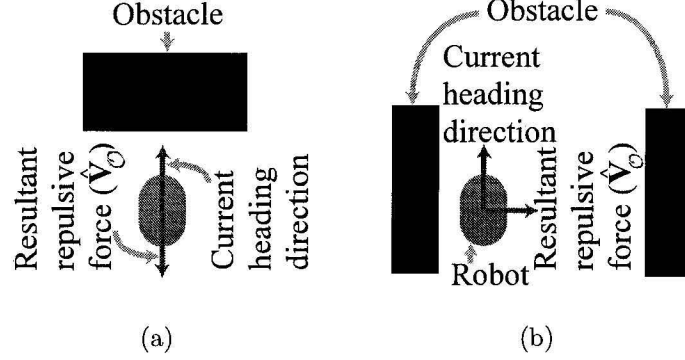 Obstacle
Resultant
repulsive
force (V̂_𝒪)
Current
heading
direction
(a)
Obstacle
Current
heading
direction
Resultant
repulsive
force (V̂_𝒪)
Robot
(b)